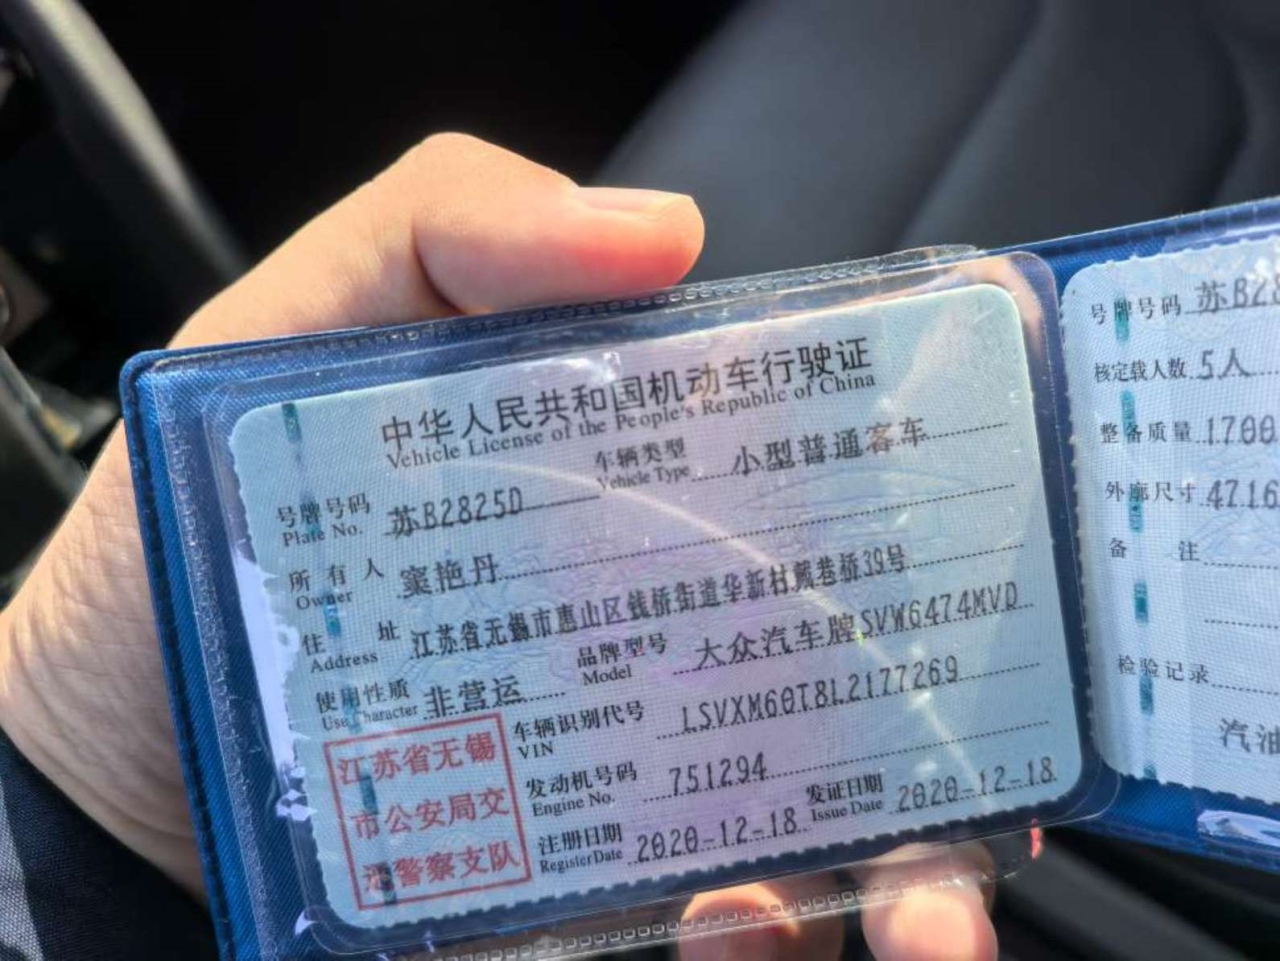 中华人民共和国机动车行驶证
Vehicle License of the People's Republic of China
号牌号码 苏B2825D 车辆类型 小型普通客车
Plate No. Vehicle Type
所有人 窦艳丹
Owner
住址 江苏省无锡市惠山区钱桥街道华新村戴巷桥39号
Address
使用性质 非营运 品牌型号 大众汽车牌SVW6474MVD
Use Character Model
车辆识别代号 LSVXM60T8L2177269
VIN
发动机号码 751294
Engine No.
注册日期 2020-12-18 发证日期 2020-12-18
Register Date Issue Date
江苏省无锡
市公安局交
通警察支队
号牌号码 苏B28
核定载人数 5人
整备质量 1700
外廓尺寸 4716
备注
检验记录
汽油